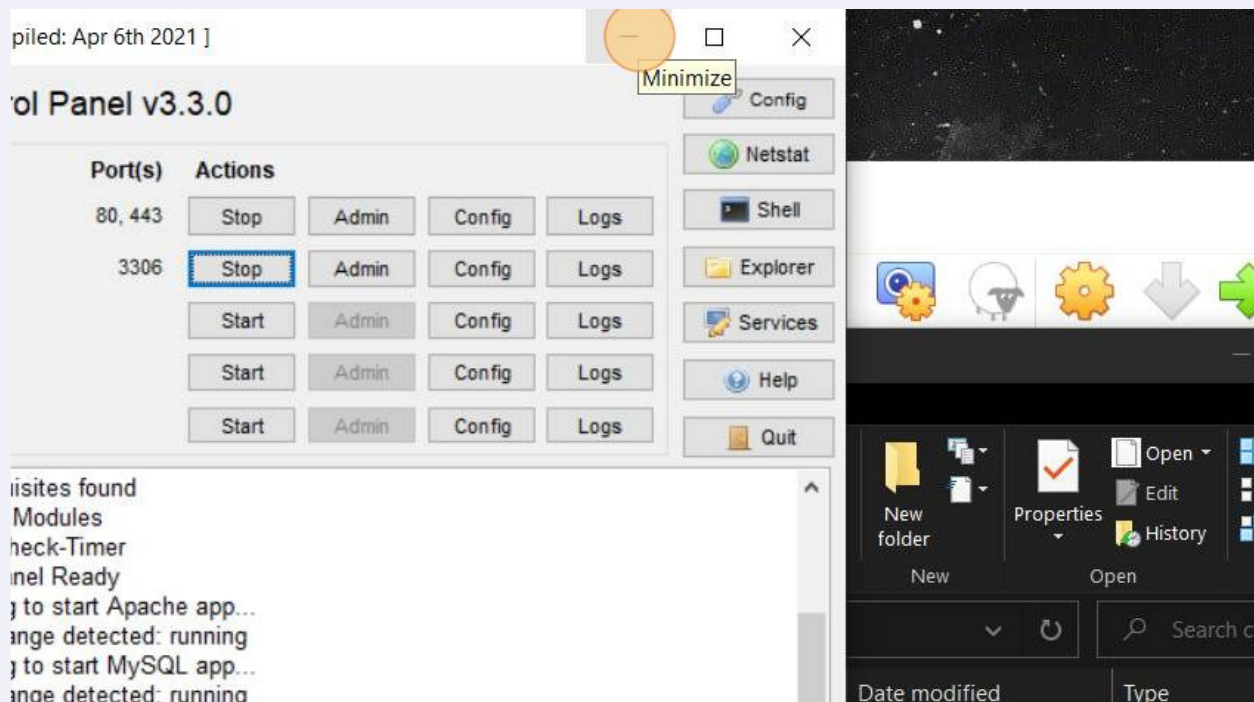 piled: Apr 6th 2021 ]
Minimize
ol Panel v3.3.0
Config
Netstat
Port(s) Actions
80, 443 Stop Admin Config Logs
Shell
3306 Stop Admin Config Logs
Explorer
Start Admin Config Logs
Services
Start Admin Config Logs
Help
Start Admin Config Logs
Quit
isites found
Modules
heck-Timer
nel Ready
g to start Apache app...
ange detected: running
g to start MySQL app...
ange detected: running
New
folder
Properties
Open
Edit
History
New
Open
Search c
Date modified
Type